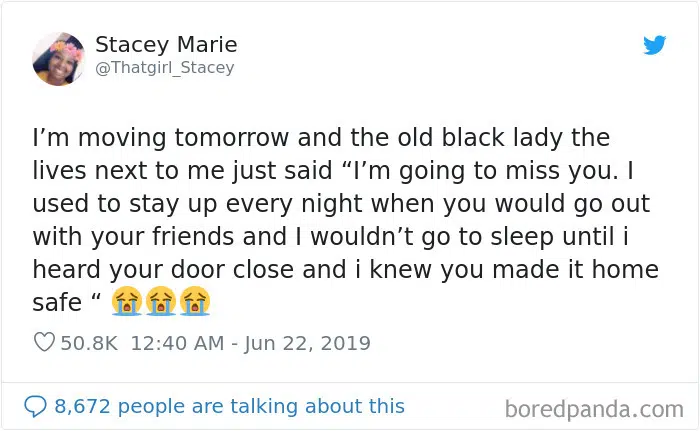 Stacey Marie
@Thatgirl_Stacey
I’m moving tomorrow and the old black lady the
lives next to me just said “I’m going to miss you. I
used to stay up every night when you would go out
with your friends and I wouldn’t go to sleep until i
heard your door close and i knew you made it home
safe “ 😭😭😭
50.8K 12:40 AM - Jun 22, 2019
8,672 people are talking about this
boredpanda.com